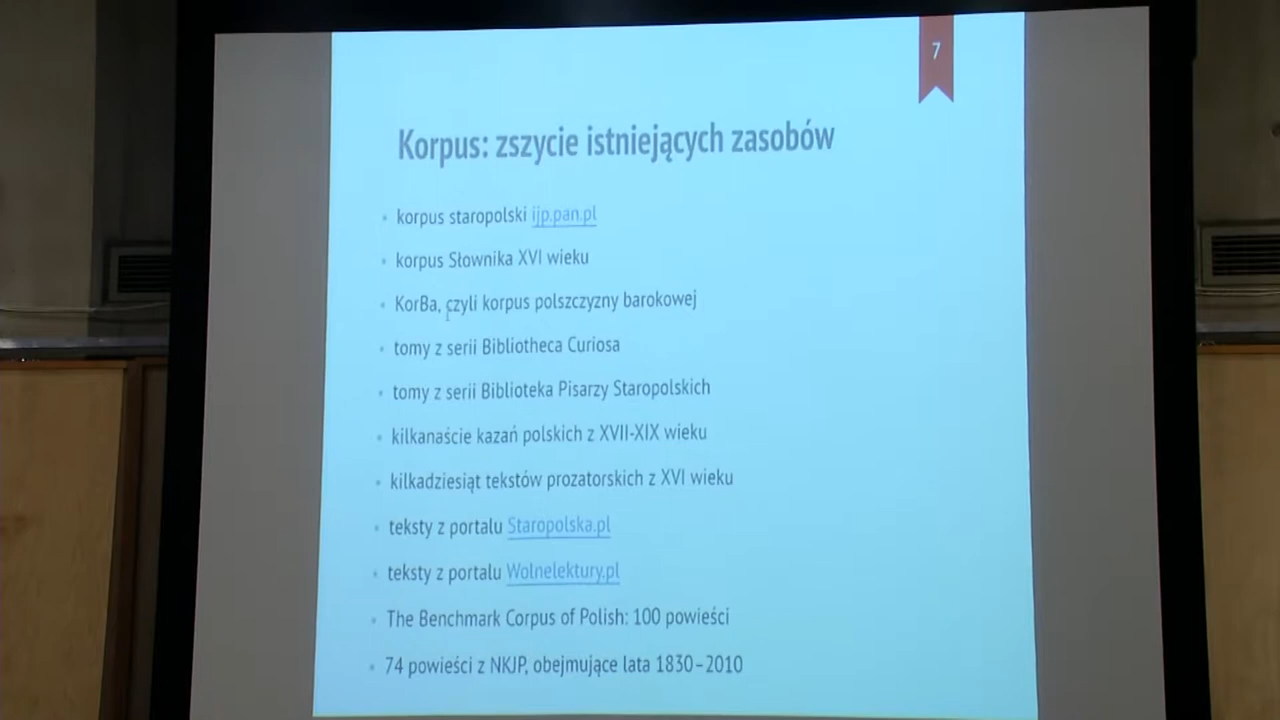 7
Korpus: zszycie istniejących zasobów
korpus staropolski ijp.pan.pl
korpus Słownika XVI wieku
KorBa, czyli korpus polszczyzny barokowej
tomy z serii Bibliotheca Curiosa
tomy z serii Biblioteka Pisarzy Staropolskich
kilkanaście kazań polskich z XVII-XIX wieku
kilkadziesiąt tekstów prozatorskich z XVI wieku
teksty z portalu Staropolska.pl
teksty z portalu Wolnelektury.pl
The Benchmark Corpus of Polish: 100 powieści
74 powieści z NKJP, obejmujące lata 1830–2010